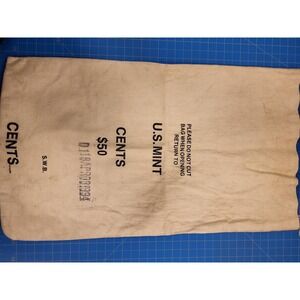 PLEASE DO NOT CUT
BAG WHEN OPENING
RETURN TO
U.S. MINT
CENTS
$50
S.W.B.
CENTS